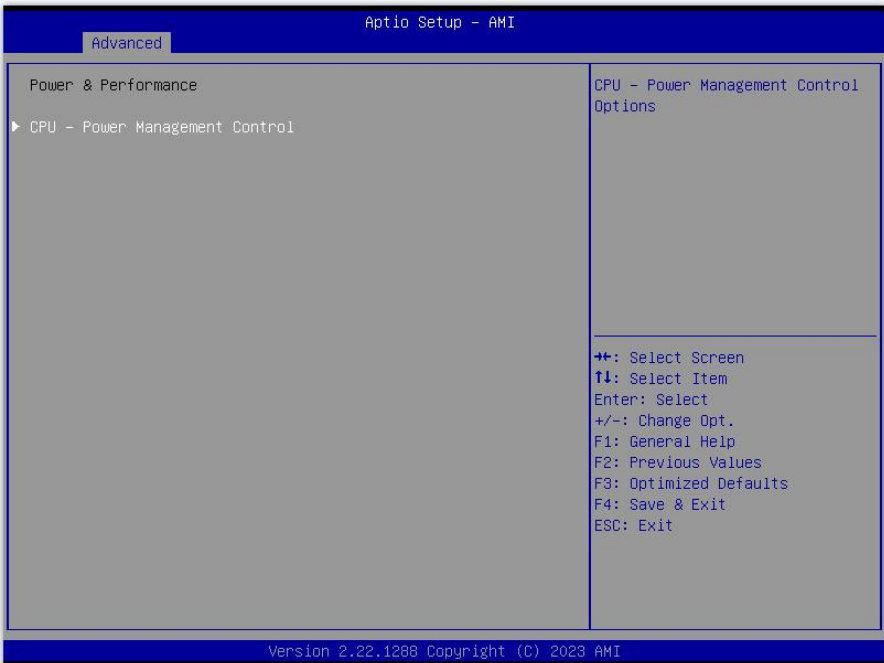 Aptio Setup – AMI
Advanced
Power & Performance
▶ CPU – Power Management Control
CPU – Power Management Control
Options
→←: Select Screen
↑↓: Select Item
Enter: Select
+/-: Change Opt.
F1: General Help
F2: Previous Values
F3: Optimized Defaults
F4: Save & Exit
ESC: Exit
Version 2.22.1288 Copyright (C) 2023 AMI